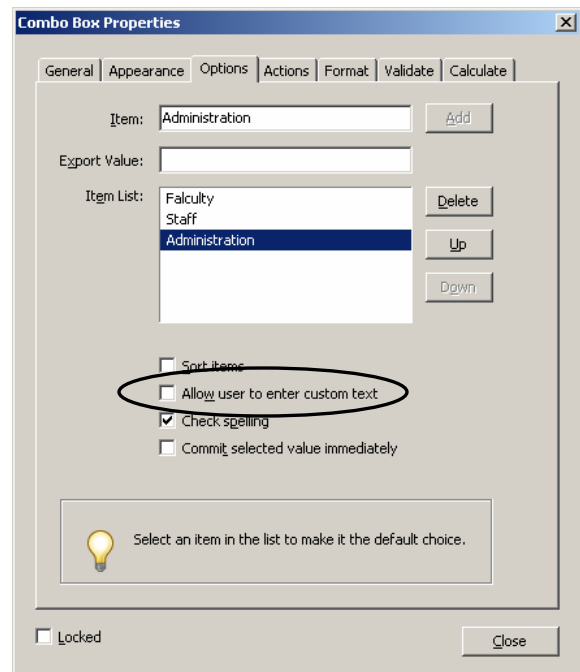 Combo Box Properties
General Appearance Options Actions Format Validate Calculate
Item: Administration Add
Export Value:
Item List: Falculty Delete
Staff
Administration Up
Down
Sort items
Allow user to enter custom text
Check spelling
Commit selected value immediately
Select an item in the list to make it the default choice.
Locked Close